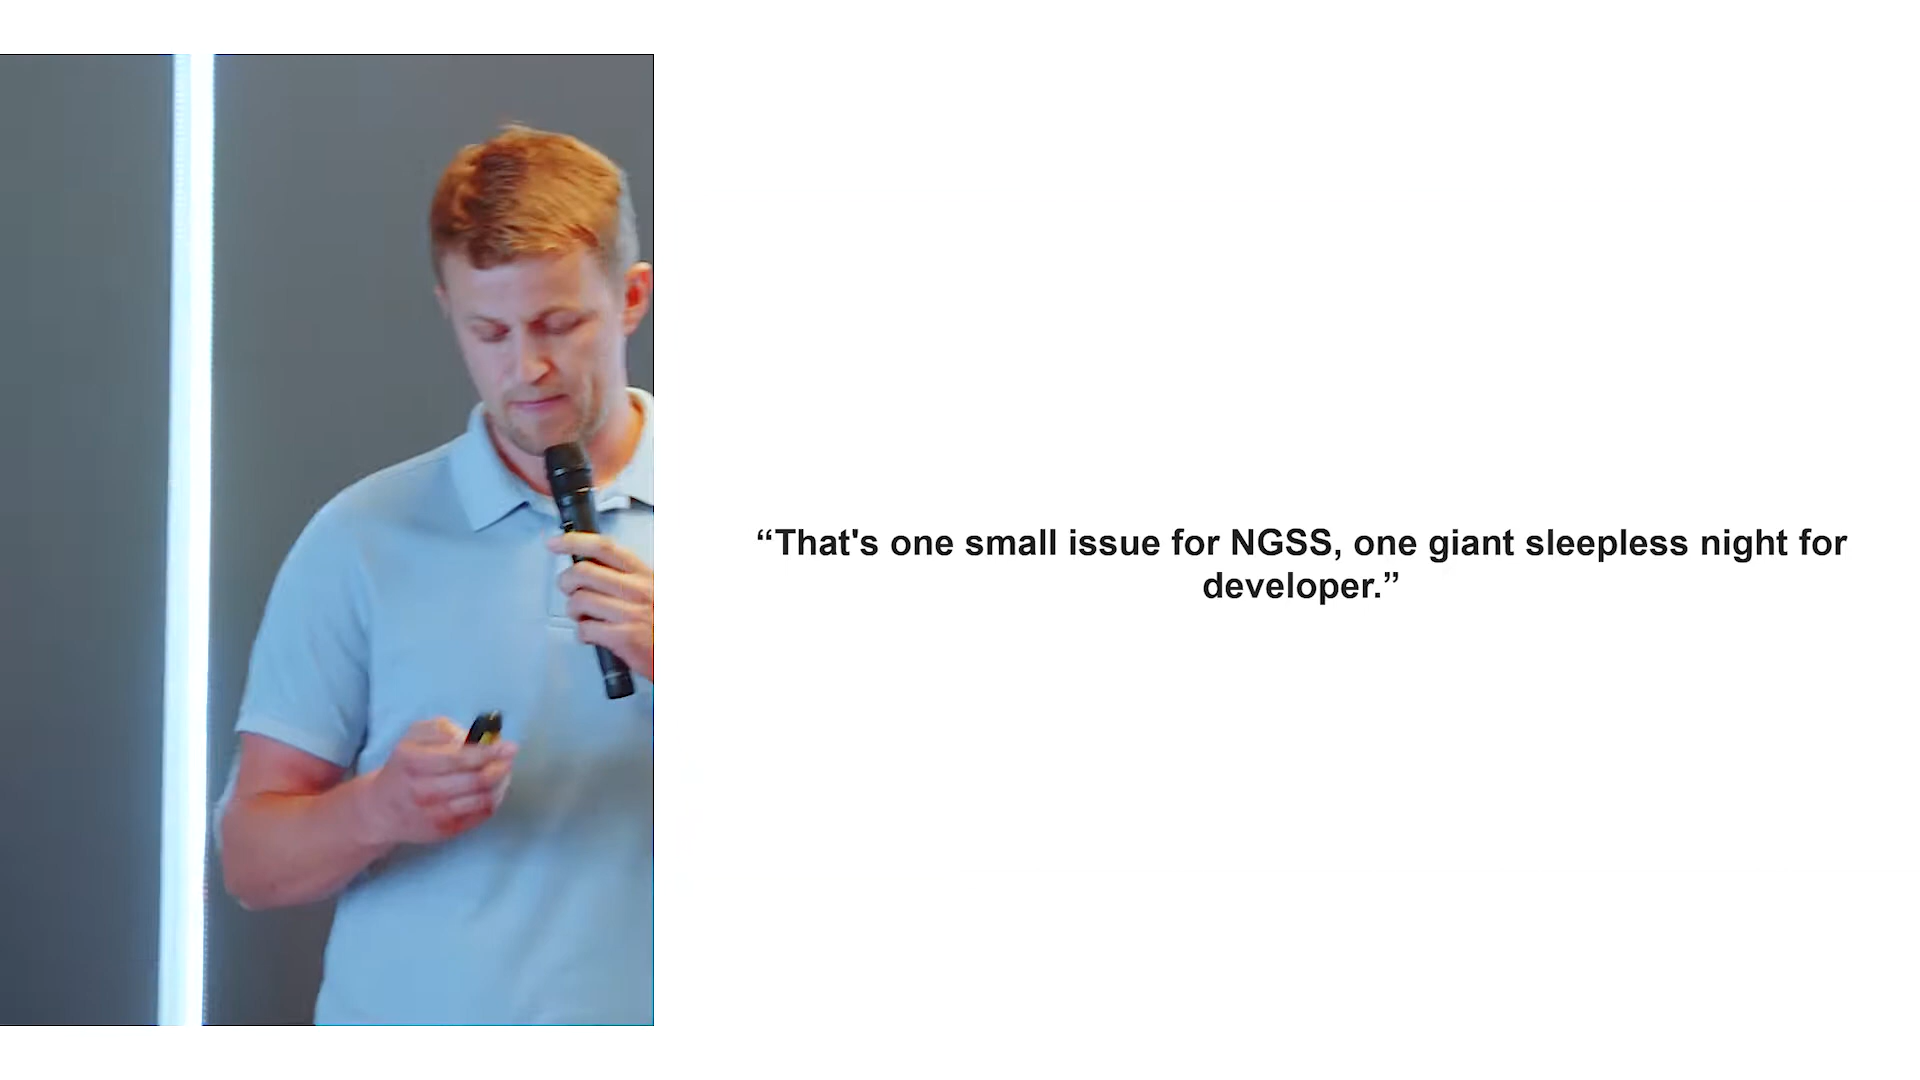 “That's one small issue for NGSS, one giant sleepless night for
developer.”